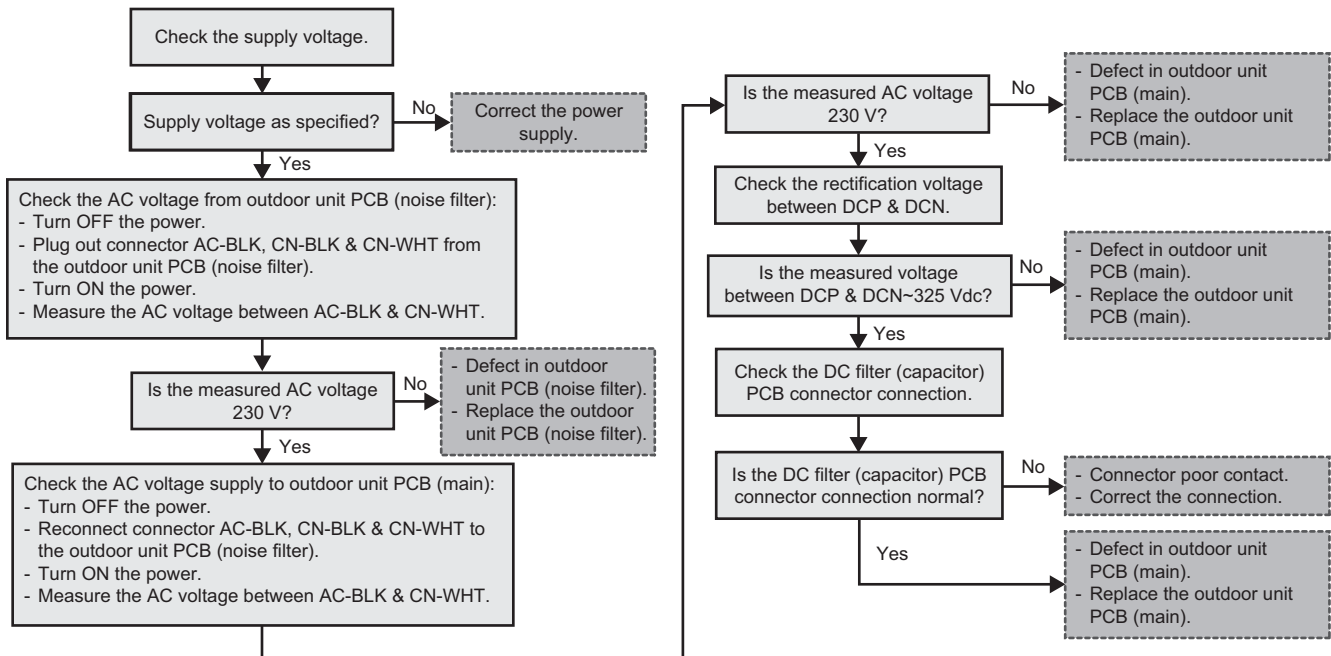 Check the supply voltage.
Supply voltage as specified?
No
Correct the power
supply.
Yes
Check the AC voltage from outdoor unit PCB (noise filter):
- Turn OFF the power.
- Plug out connector AC-BLK, CN-BLK & CN-WHT from
the outdoor unit PCB (noise filter).
- Turn ON the power.
- Measure the AC voltage between AC-BLK & CN-WHT.
Is the measured AC voltage
230 V?
No
- Defect in outdoor
unit PCB (noise filter).
- Replace the outdoor
unit PCB (noise filter).
Yes
Check the AC voltage supply to outdoor unit PCB (main):
- Turn OFF the power.
- Reconnect connector AC-BLK, CN-BLK & CN-WHT to
the outdoor unit PCB (noise filter).
- Turn ON the power.
- Measure the AC voltage between AC-BLK & CN-WHT.
Is the measured AC voltage
230 V?
No
- Defect in outdoor unit
PCB (main).
- Replace the outdoor unit
PCB (main).
Yes
Check the rectification voltage
between DCP & DCN.
Is the measured voltage
between DCP & DCN~325 Vdc?
No
- Defect in outdoor unit
PCB (main).
- Replace the outdoor unit
PCB (main).
Yes
Check the DC filter (capacitor)
PCB connector connection.
Is the DC filter (capacitor) PCB
connector connection normal?
No
- Connector poor contact.
- Correct the connection.
Yes
- Defect in outdoor unit
PCB (main).
- Replace the outdoor unit
PCB (main).